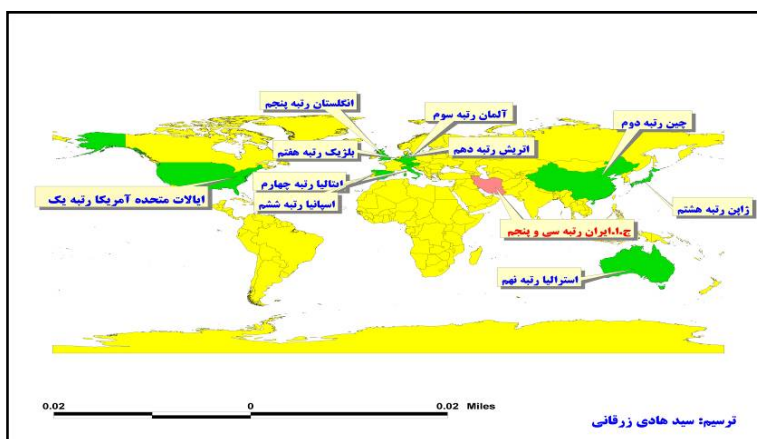 انگلستان رتبه پنجم
آلمان رتبه سوم
چین رتبه دوم
بلژیک رتبه هفتم
اتریش رتبه دهم
ایتالیا رتبه چهارم
ایالات متحده آمریکا رتبه یک
اسپانیا رتبه ششم
ژاپن رتبه هشتم
ج.ا.ایران رتبه سی و پنجم
استرالیا رتبه نهم
0.02 0 0.02 Miles
ترسیم: سید هادی زرقانی